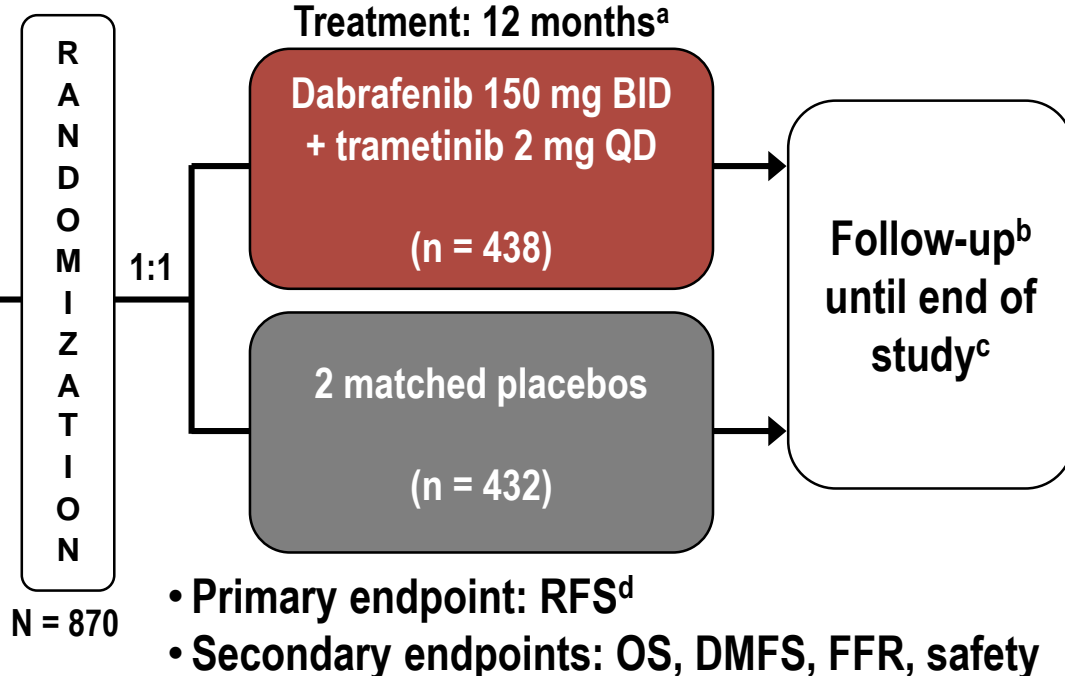 RANDOMIZATION
N = 870
1:1
Treatment: 12 monthsᵃ
Dabrafenib 150 mg BID
+ trametinib 2 mg QD
(n = 438)
2 matched placebos
(n = 432)
Follow-upᵇ
until end of
studyᶜ
• Primary endpoint: RFSᵈ
• Secondary endpoints: OS, DMFS, FFR, safety